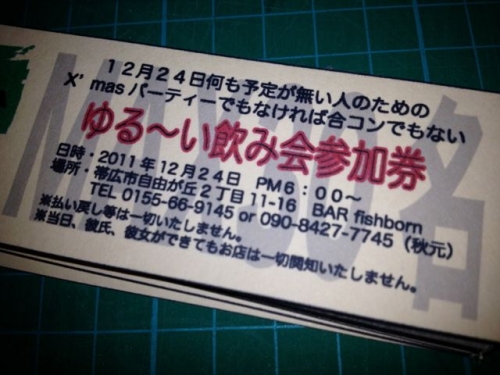 12月24日何も予定が無い人のための
X’masパーティーでもなければ合コンでもない
ゆる〜い飲み会参加券
日時：2011年12月24日　PM6：00〜
場所：帯広市自由が丘2丁目11-16　BAR fishborn
TEL 0155-66-9145 or 090-8427-7745（秋元）
※払い戻し等は一切いたしません。
※当日、彼氏、彼女ができてもお店は一切関知いたしません。